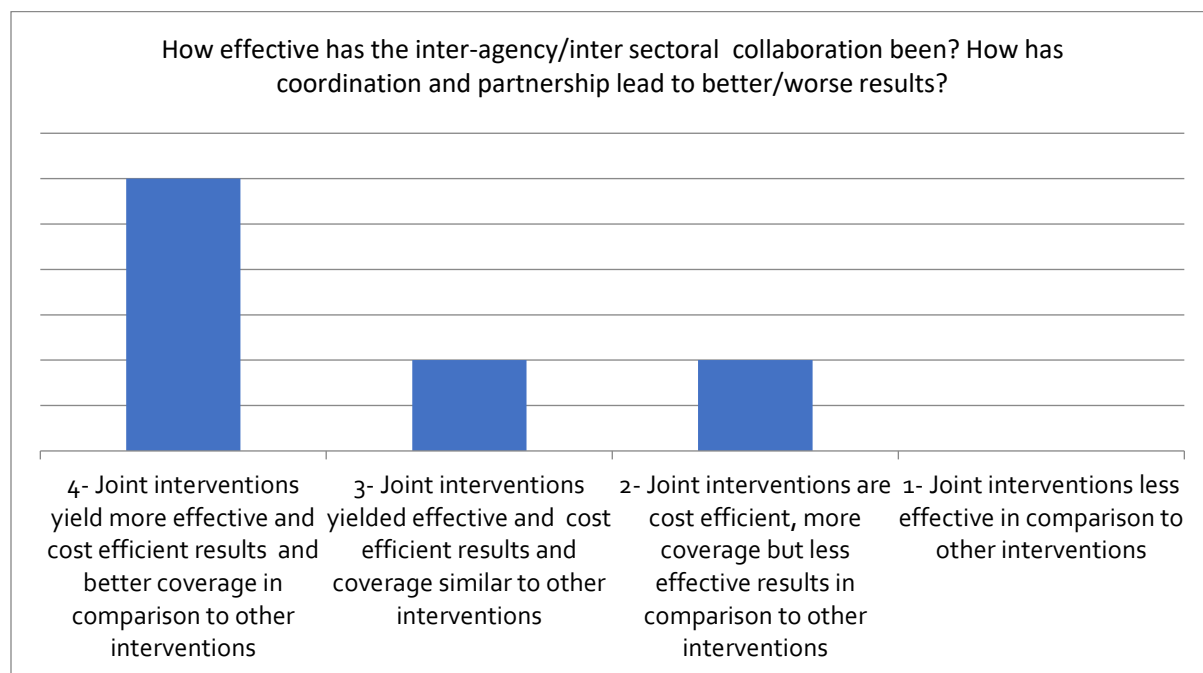 How effective has the inter-agency/inter sectoral  collaboration been? How has
coordination and partnership lead to better/worse results?
4- Joint interventions
yield more effective and
cost efficient results  and
better coverage in
comparison to other
interventions
3- Joint interventions
yielded effective and  cost
efficient results and
coverage similar to other
interventions
2- Joint interventions are
cost efficient, more
coverage but less
effective results in
comparison to other
interventions
1- Joint interventions less
effective in comparison to
other interventions